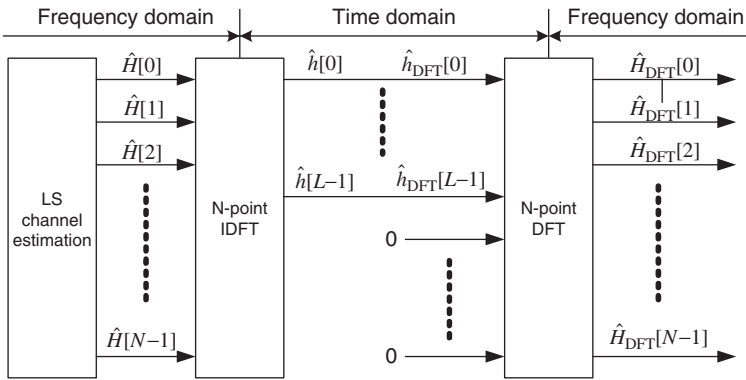 Frequency domain
Time domain
Frequency domain
Ĥ[0]
ĥ[0]
ĥ_DFT[0]
Ĥ_DFT[0]
Ĥ[1]
Ĥ_DFT[1]
Ĥ[2]
Ĥ_DFT[2]
LS
channel
estimation
N-point
IDFT
ĥ[L−1]
ĥ_DFT[L−1]
N-point
DFT
0
0
Ĥ[N−1]
Ĥ_DFT[N−1]